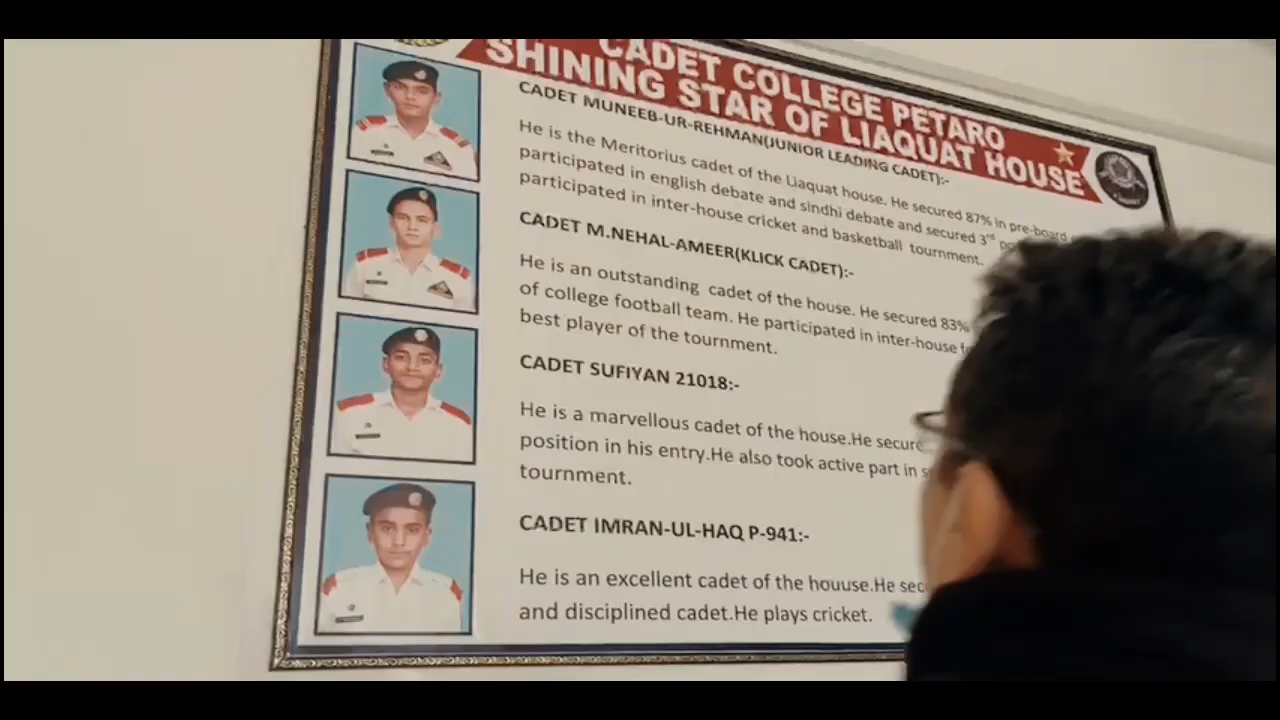 CADET COLLEGE PETARO
SHINING STAR OF LIAQUAT HOUSE
CADET MUNEEB-UR-REHMAN(JUNIOR LEADING CADET):-
He is the Meritorius cadet of the Liaquat house. He secured 87% in pre-board
participated in english debate and sindhi debate and secured 3rd
participated in inter-house cricket and basketball tournment.
CADET M.NEHAL-AMEER(KLICK CADET):-
He is an outstanding cadet of the house. He secured 83%
of college football team. He participated in inter-house
best player of the tournment.
CADET SUFIYAN 21018:-
He is a marvellous cadet of the house.He
position in his entry.He also took active part in
tournment.
CADET IMRAN-UL-HAQ P-941:-
He is an excellent cadet of the houuse.He
and disciplined cadet.He plays cricket.